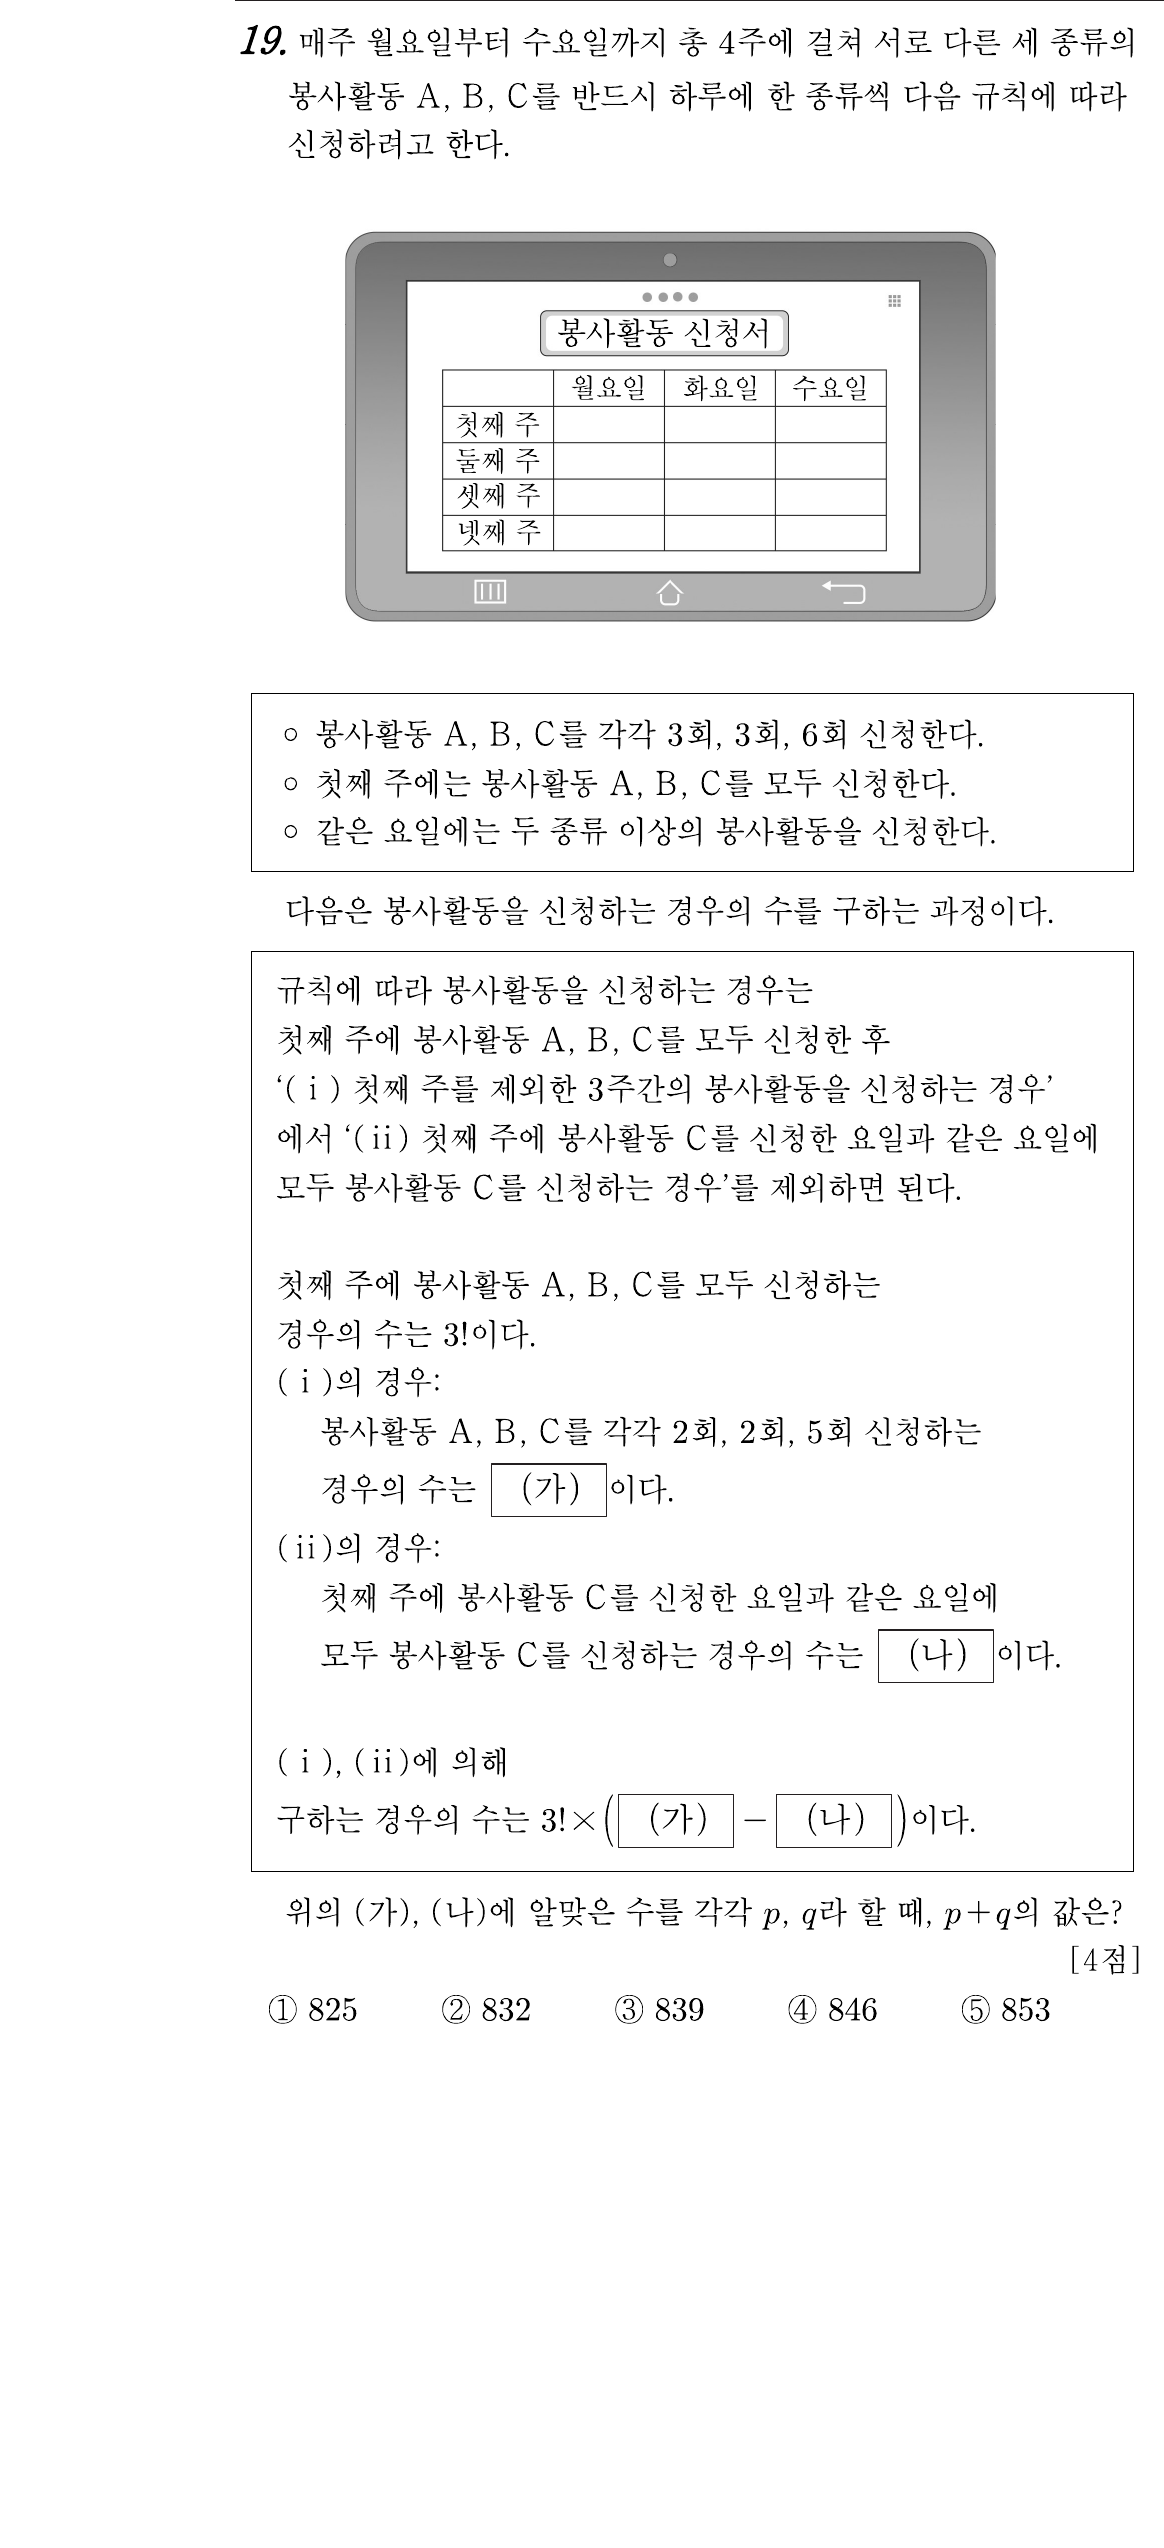 19. 매주 월요일부터 수요일까지 총 4주에 걸쳐 서로 다른 세 종류의
봉사활동 A, B, C를 반드시 하루에 한 종류씩 다음 규칙에 따라
신청하려고 한다.
봉사활동 신청서
월요일 화요일 수요일
첫째 주
둘째 주
셋째 주
넷째 주
○ 봉사활동 A, B, C를 각각 3회, 3회, 6회 신청한다.
○ 첫째 주에는 봉사활동 A, B, C를 모두 신청한다.
○ 같은 요일에는 두 종류 이상의 봉사활동을 신청한다.
다음은 봉사활동을 신청하는 경우의 수를 구하는 과정이다.
규칙에 따라 봉사활동을 신청하는 경우는
첫째 주에 봉사활동 A, B, C를 모두 신청한 후
‘(ⅰ) 첫째 주를 제외한 3주간의 봉사활동을 신청하는 경우’
에서 ‘(ⅱ) 첫째 주에 봉사활동 C를 신청한 요일과 같은 요일에
모두 봉사활동 C를 신청하는 경우’를 제외하면 된다.
첫째 주에 봉사활동 A, B, C를 모두 신청하는
경우의 수는 3!이다.
(ⅰ)의 경우:
봉사활동 A, B, C를 각각 2회, 2회, 5회 신청하는
경우의 수는 (가) 이다.
(ⅱ)의 경우:
첫째 주에 봉사활동 C를 신청한 요일과 같은 요일에
모두 봉사활동 C를 신청하는 경우의 수는 (나) 이다.
(ⅰ), (ⅱ)에 의해
구하는 경우의 수는 3!×( (가) − (나) )이다.
위의 (가), (나)에 알맞은 수를 각각 p, q라 할 때, p+q의 값은?
[4점]
① 825 ② 832 ③ 839 ④ 846 ⑤ 853